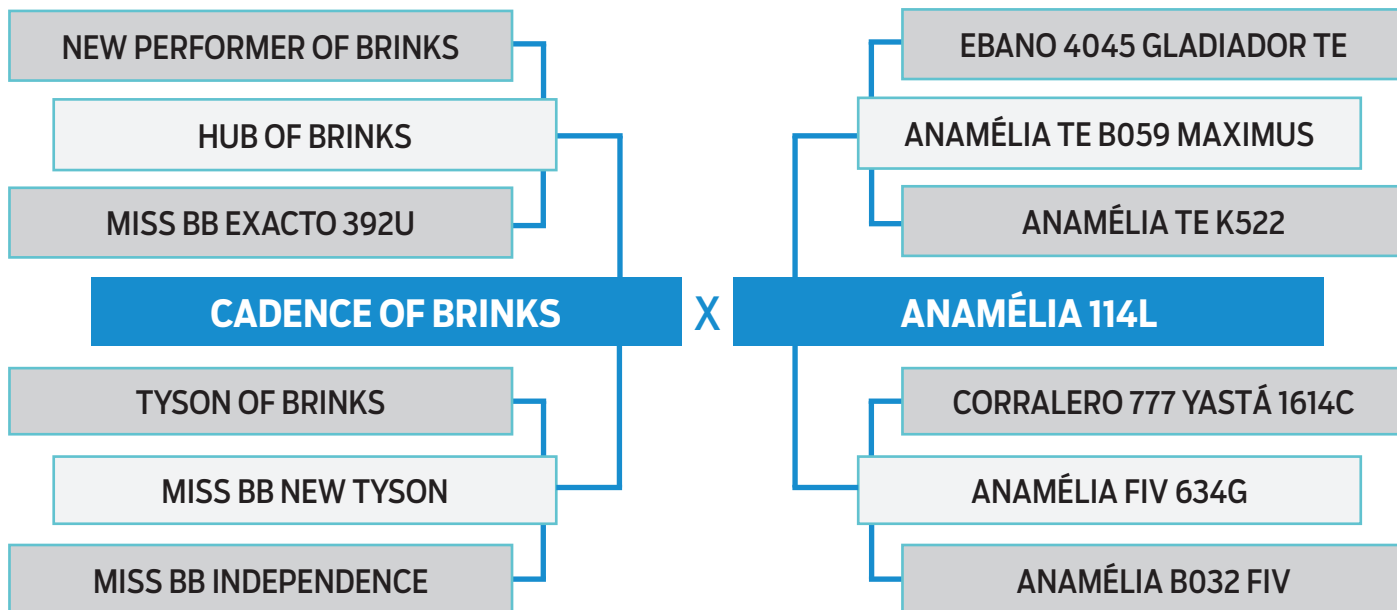 NEW PERFORMER OF BRINKS
HUB OF BRINKS
MISS BB EXACTO 392U
CADENCE OF BRINKS
TYSON OF BRINKS
MISS BB NEW TYSON
MISS BB INDEPENDENCE
X
EBANO 4045 GLADIADOR TE
ANAMÉLIA TE B059 MAXIMUS
ANAMÉLIA TE K522
ANAMÉLIA 114L
CORRALERO 777 YASTÁ 1614C
ANAMÉLIA FIV 634G
ANAMÉLIA B032 FIV